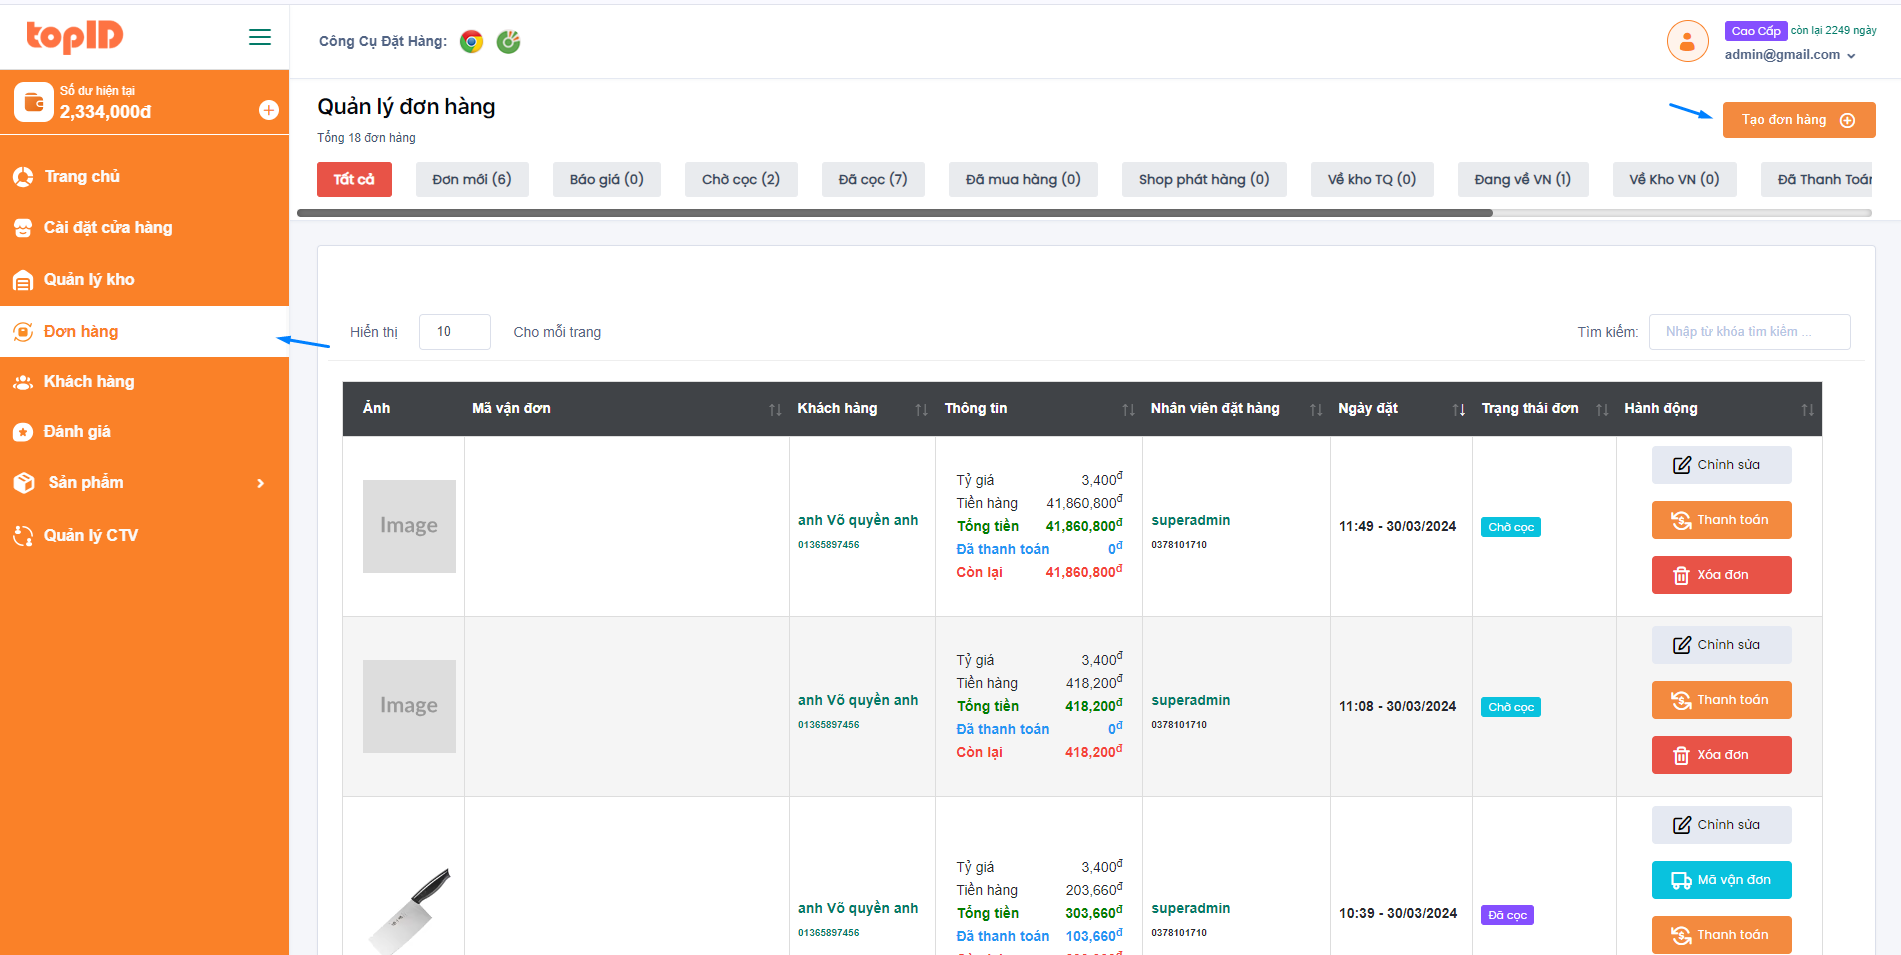 topID
Công Cụ Đặt Hàng:
Cao Cấp còn lại 2249 ngày
admin@gmail.com
Số dư hiện tại
2,334,000đ
Trang chủ
Cài đặt cửa hàng
Quản lý kho
Đơn hàng
Khách hàng
Đánh giá
Sản phẩm
Quản lý CTV
Quản lý đơn hàng
Tổng 18 đơn hàng
Tạo đơn hàng
Tất cả Đơn mới (6) Báo giá (0) Chờ cọc (2) Đã cọc (7) Đã mua hàng (0) Shop phát hàng (0) Về kho TQ (0) Đang về VN (1) Về Kho VN (0) Đã Thanh Toán
Hiển thị 10 Cho mỗi trang
Tìm kiếm: Nhập từ khóa tìm kiếm ...
Ảnh Mã vận đơn Khách hàng Thông tin Nhân viên đặt hàng Ngày đặt Trạng thái đơn Hành động
Image
anh Võ quyền anh
01365897456
Tỷ giá 3,400đ
Tiền hàng 41,860,800đ
Tổng tiền 41,860,800đ
Đã thanh toán 0đ
Còn lại 41,860,800đ
superadmin
0378101710
11:49 - 30/03/2024
Chờ cọc
Chỉnh sửa
Thanh toán
Xóa đơn
Image
anh Võ quyền anh
01365897456
Tỷ giá 3,400đ
Tiền hàng 418,200đ
Tổng tiền 418,200đ
Đã thanh toán 0đ
Còn lại 418,200đ
superadmin
0378101710
11:08 - 30/03/2024
Chờ cọc
Chỉnh sửa
Thanh toán
Xóa đơn
anh Võ quyền anh
01365897456
Tỷ giá 3,400đ
Tiền hàng 203,660đ
Tổng tiền 303,660đ
Đã thanh toán 103,660đ
superadmin
0378101710
10:39 - 30/03/2024
Đã cọc
Chỉnh sửa
Mã vận đơn
Thanh toán